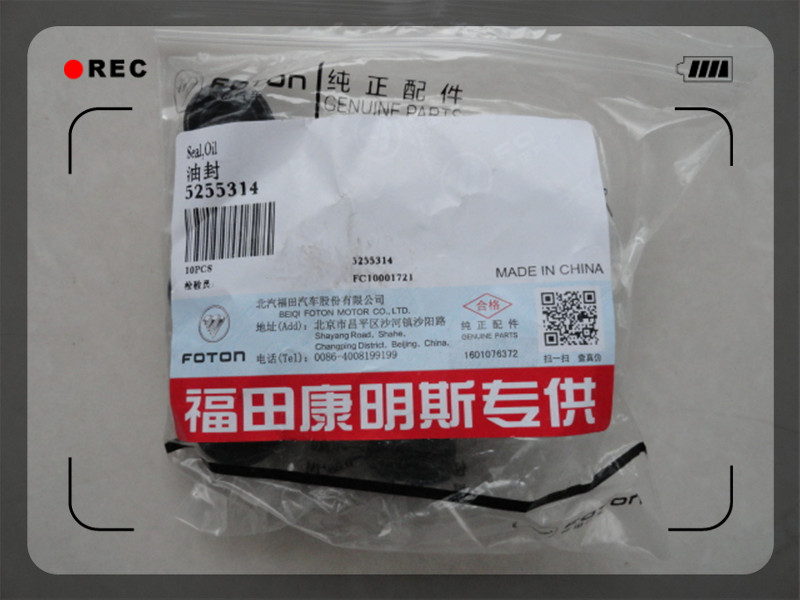 REC
FOTON
纯正配件
GENUINE PARTS
Seal,Oil
油封
5255314
10PCS
检验员:
5255314
FC10001721
MADE IN CHINA
北汽福田汽车股份有限公司
BEIQI FOTON MOTOR CO.,LTD.
地址(Add): 北京市昌平区沙河镇沙阳路
Shayang Road, Shahe,
Changping District, Beijing, China.
电话(Tel): 0086-4008199199
FOTON
合格
纯正配件
GENUINE PARTS
1601076372
扫一扫 查真伪
福田康明斯专供
FOTON